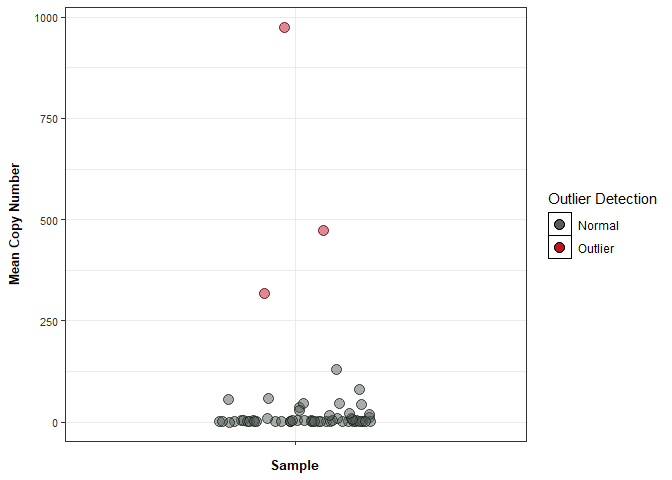 1000
750
500
250
0
Mean Copy Number
Sample
Outlier Detection
Normal
Outlier